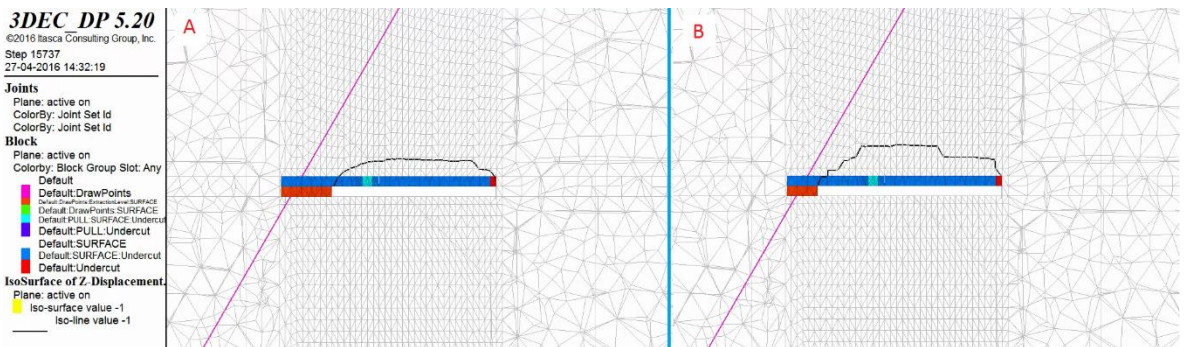 3DEC_DP 5.20
©2016 Itasca Consulting Group, Inc.
Step 15737
27-04-2016 14:32:19
Joints
Plane: active on
ColorBy: Joint Set Id
ColorBy: Joint Set Id
Block
Plane: active on
Colorby: Block Group Slot: Any
Default
Default:DrawPoints
Default:DrawPoints:ExtractionLevel:SURFACE
Default:DrawPoints:SURFACE
Default:PULL:SURFACE:Undercut
Default:PULL:Undercut
Default:SURFACE
Default:SURFACE:Undercut
Default:Undercut
IsoSurface of Z-Displacement,
Plane: active on
Iso-surface value -1
Iso-line value -1
A
B